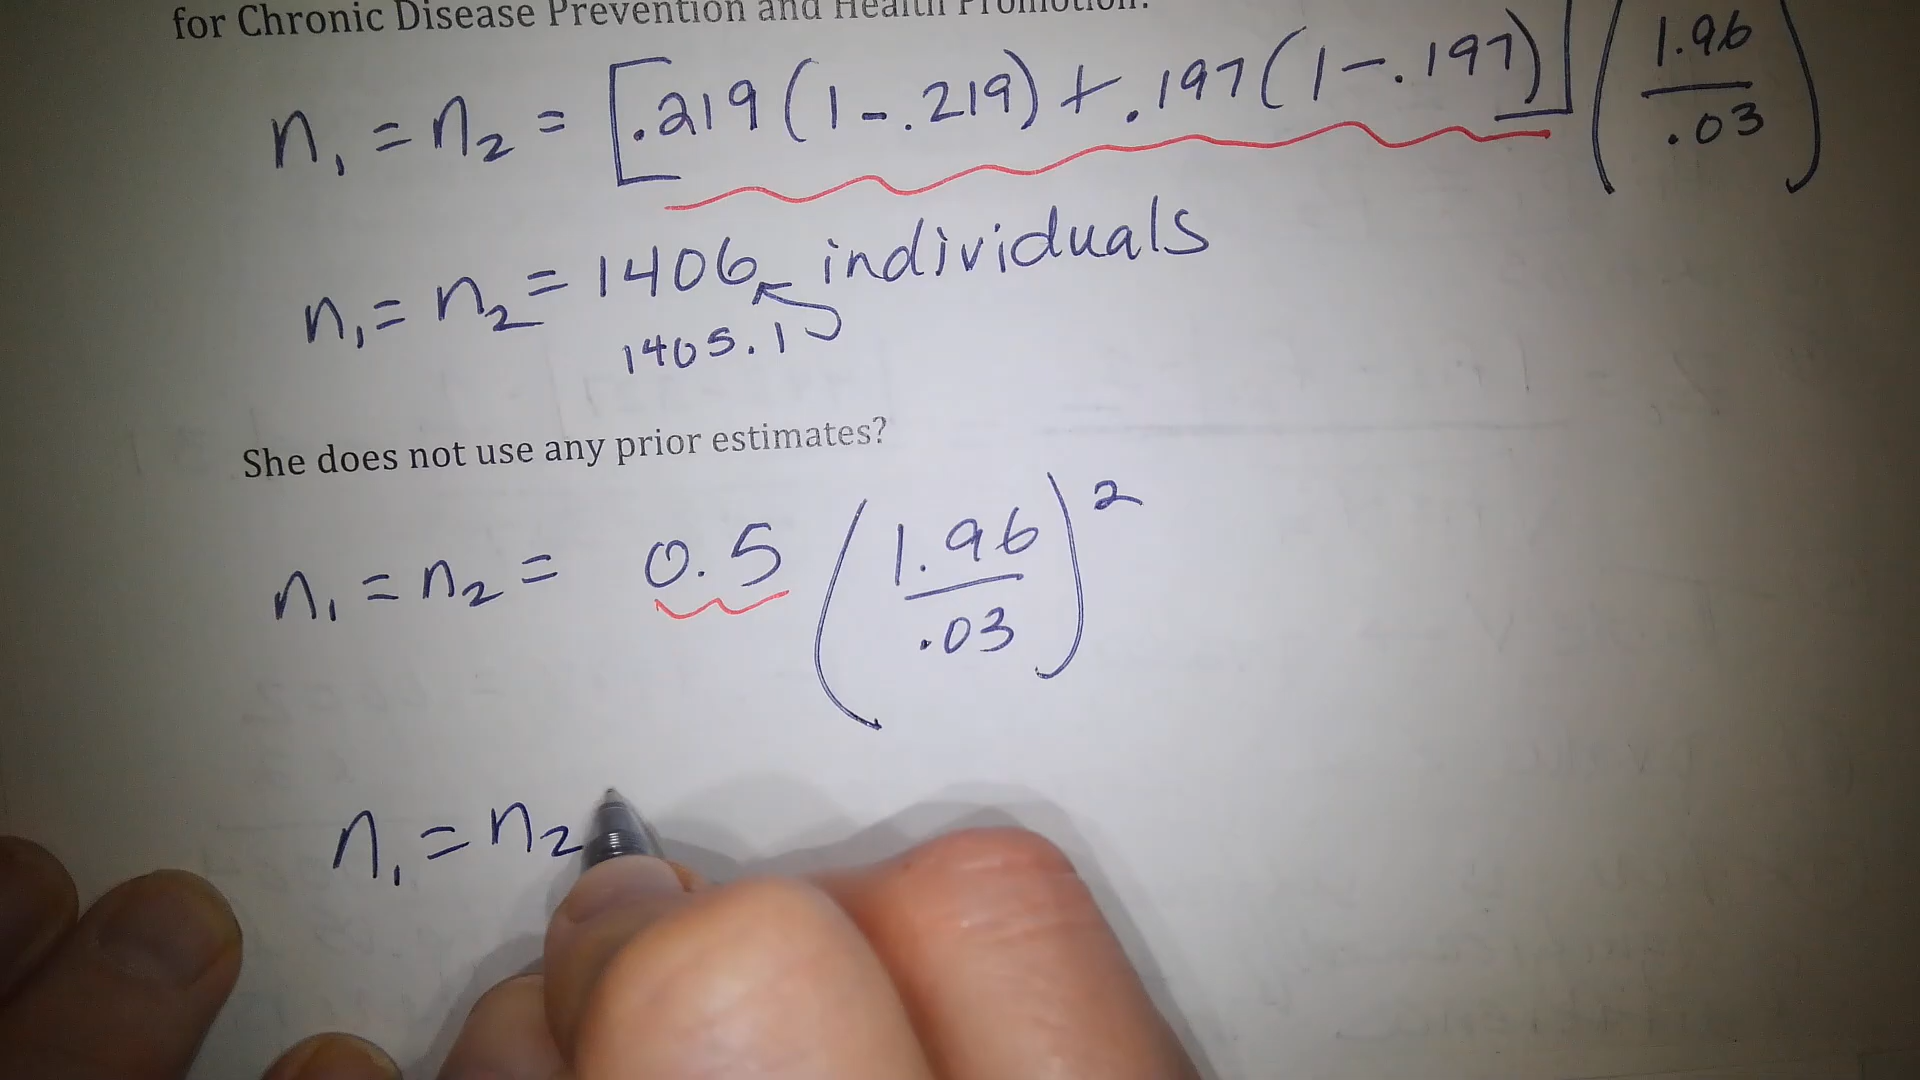 for Chronic Disease Prevention and Health Promotion.
n₁ = n₂ = [.219(1-.219)+.197(1-.197)](1.96/.03)
n₁ = n₂ = 1406 individuals
1405.1
She does not use any prior estimates?
n₁ = n₂ = 0.5 (1.96/.03)²
n₁ = n₂